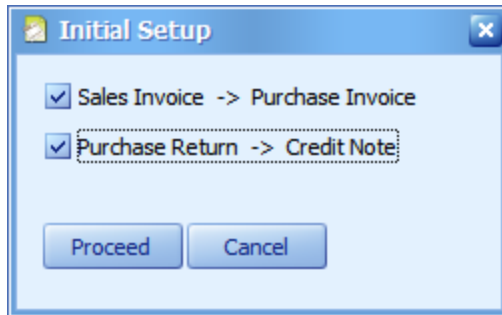 Initial Setup
Sales Invoice -> Purchase Invoice
Purchase Return -> Credit Note
Proceed Cancel